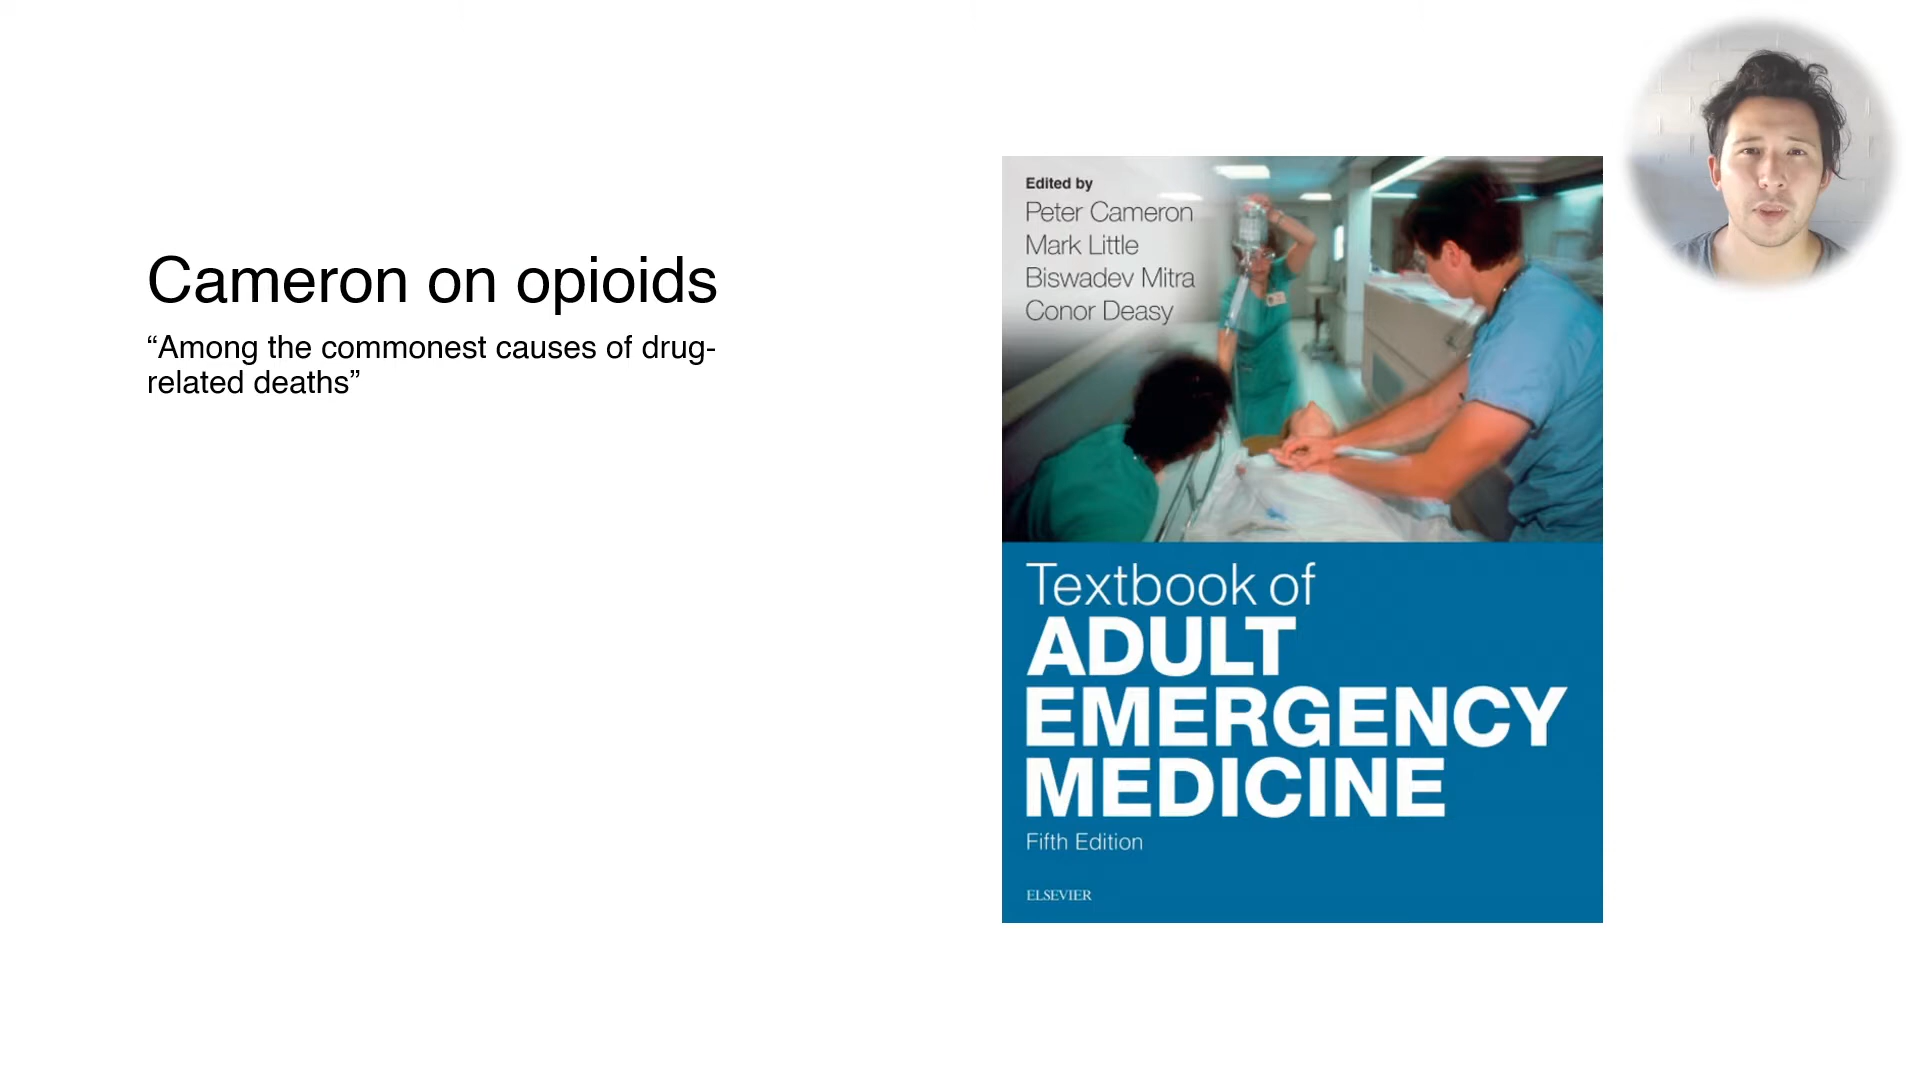 Cameron on opioids
“Among the commonest causes of drug-
related deaths”
Edited by
Peter Cameron
Mark Little
Biswadev Mitra
Conor Deasy
Textbook of
ADULT
EMERGENCY
MEDICINE
Fifth Edition
ELSEVIER